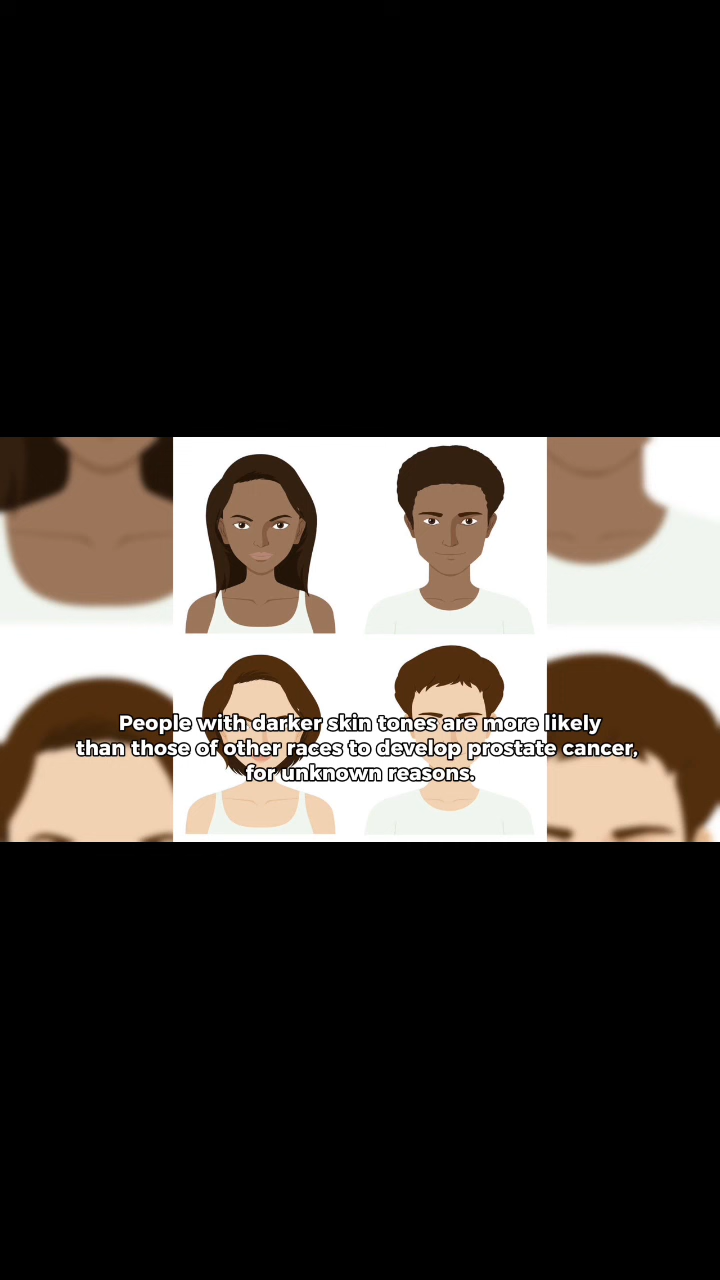 People with darker skin tones are more likely
than those of other races to develop prostate cancer,
for unknown reasons.